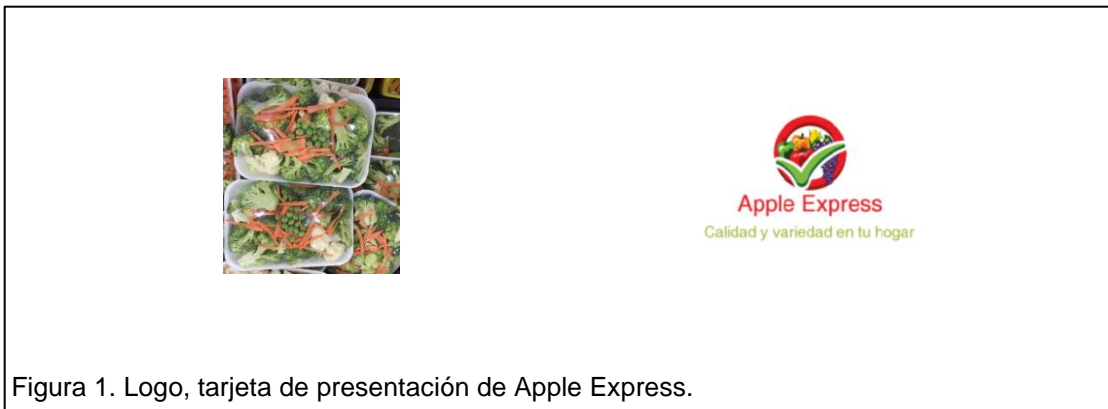 Apple Express
Calidad y variedad en tu hogar
Figura 1. Logo, tarjeta de presentación de Apple Express.